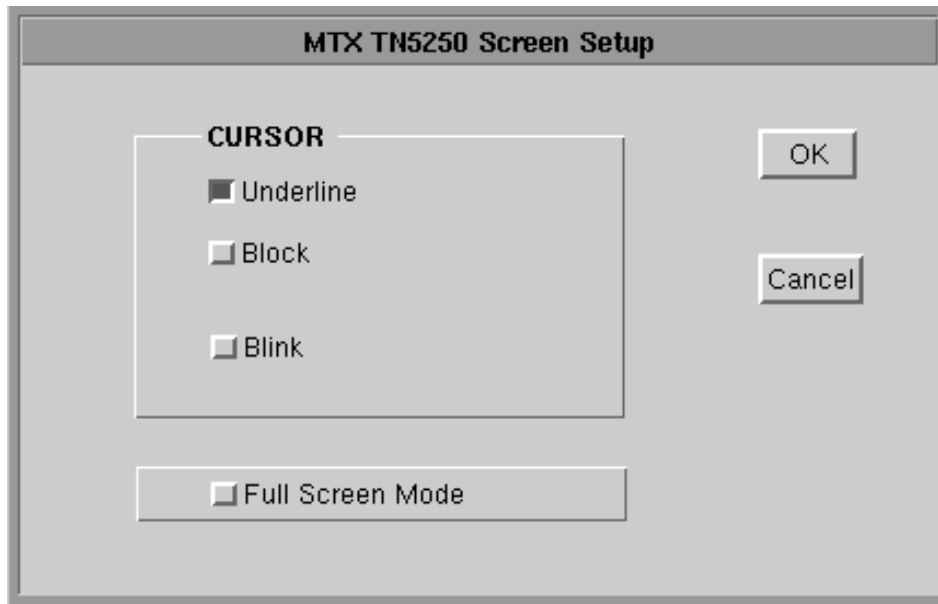 MTX TN5250 Screen Setup
CURSOR
Underline
Block
Blink
Full Screen Mode
OK
Cancel